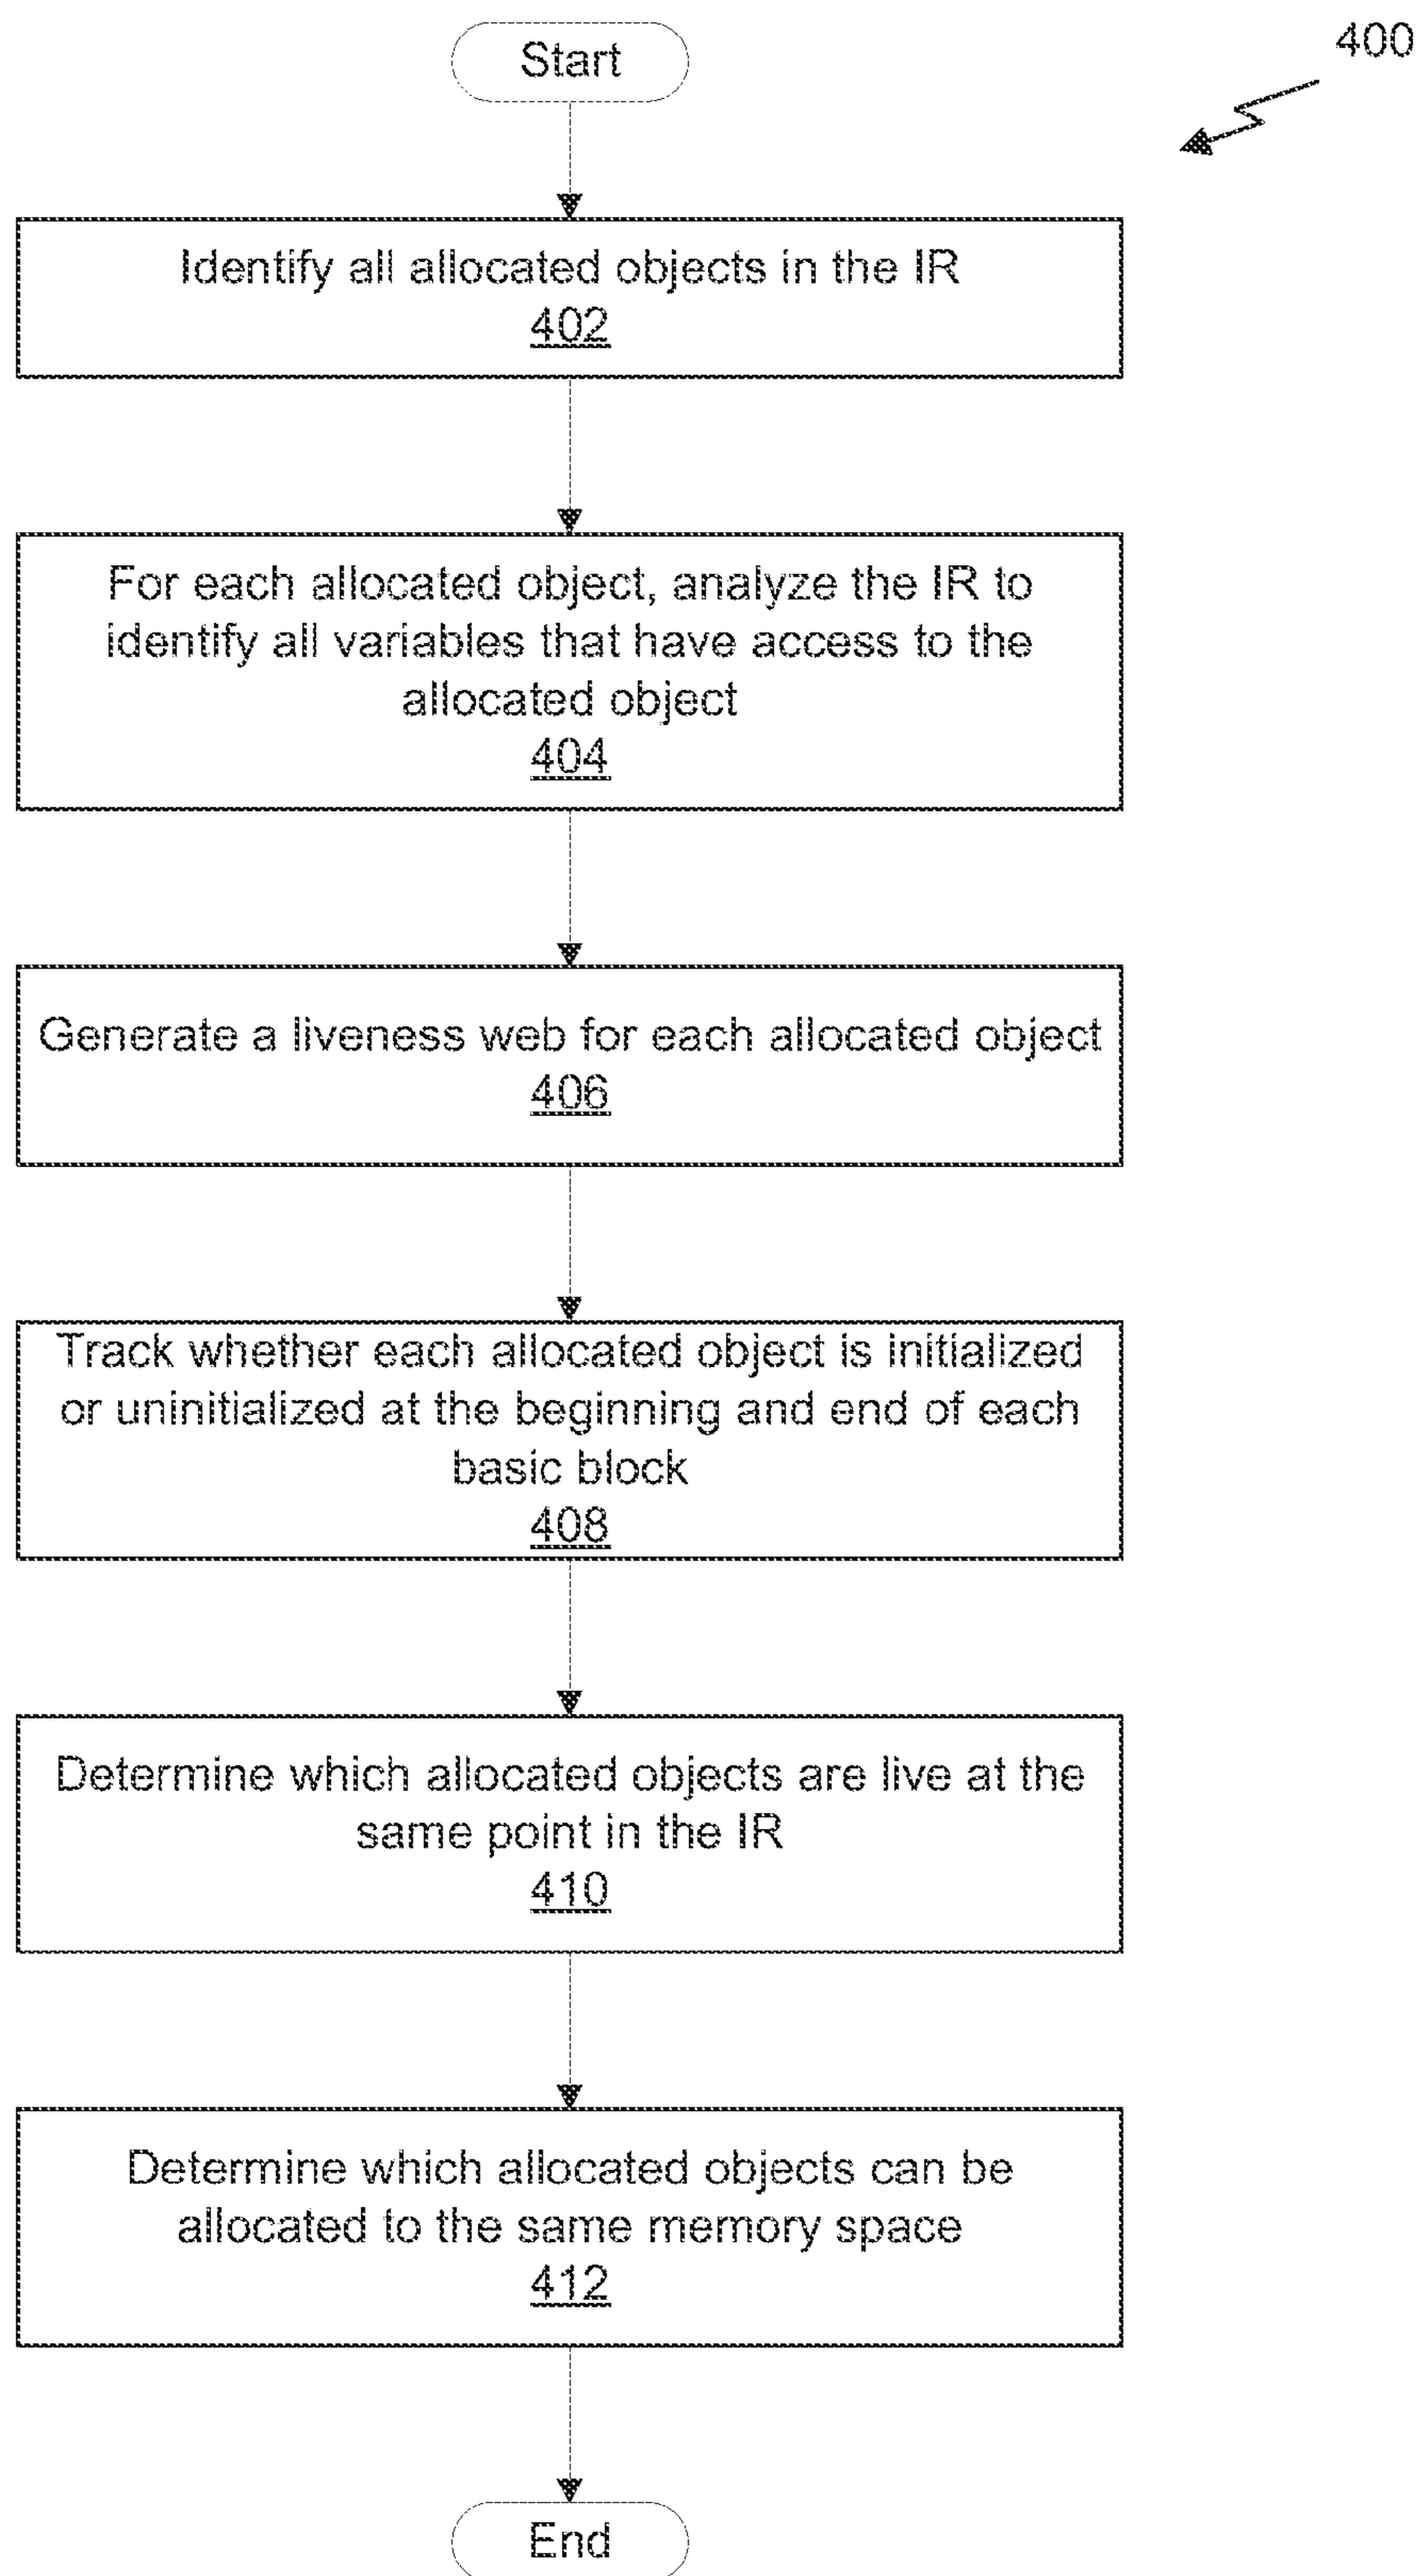 Start
400
Identify all allocated objects in the IR
402
For each allocated object, analyze the IR to
identify all variables that have access to the
allocated object
404
Generate a liveness web for each allocated object
406
Track whether each allocated object is initialized
or uninitialized at the beginning and end of each
basic block
408
Determine which allocated objects are live at the
same point in the IR
410
Determine which allocated objects can be
allocated to the same memory space
412
End